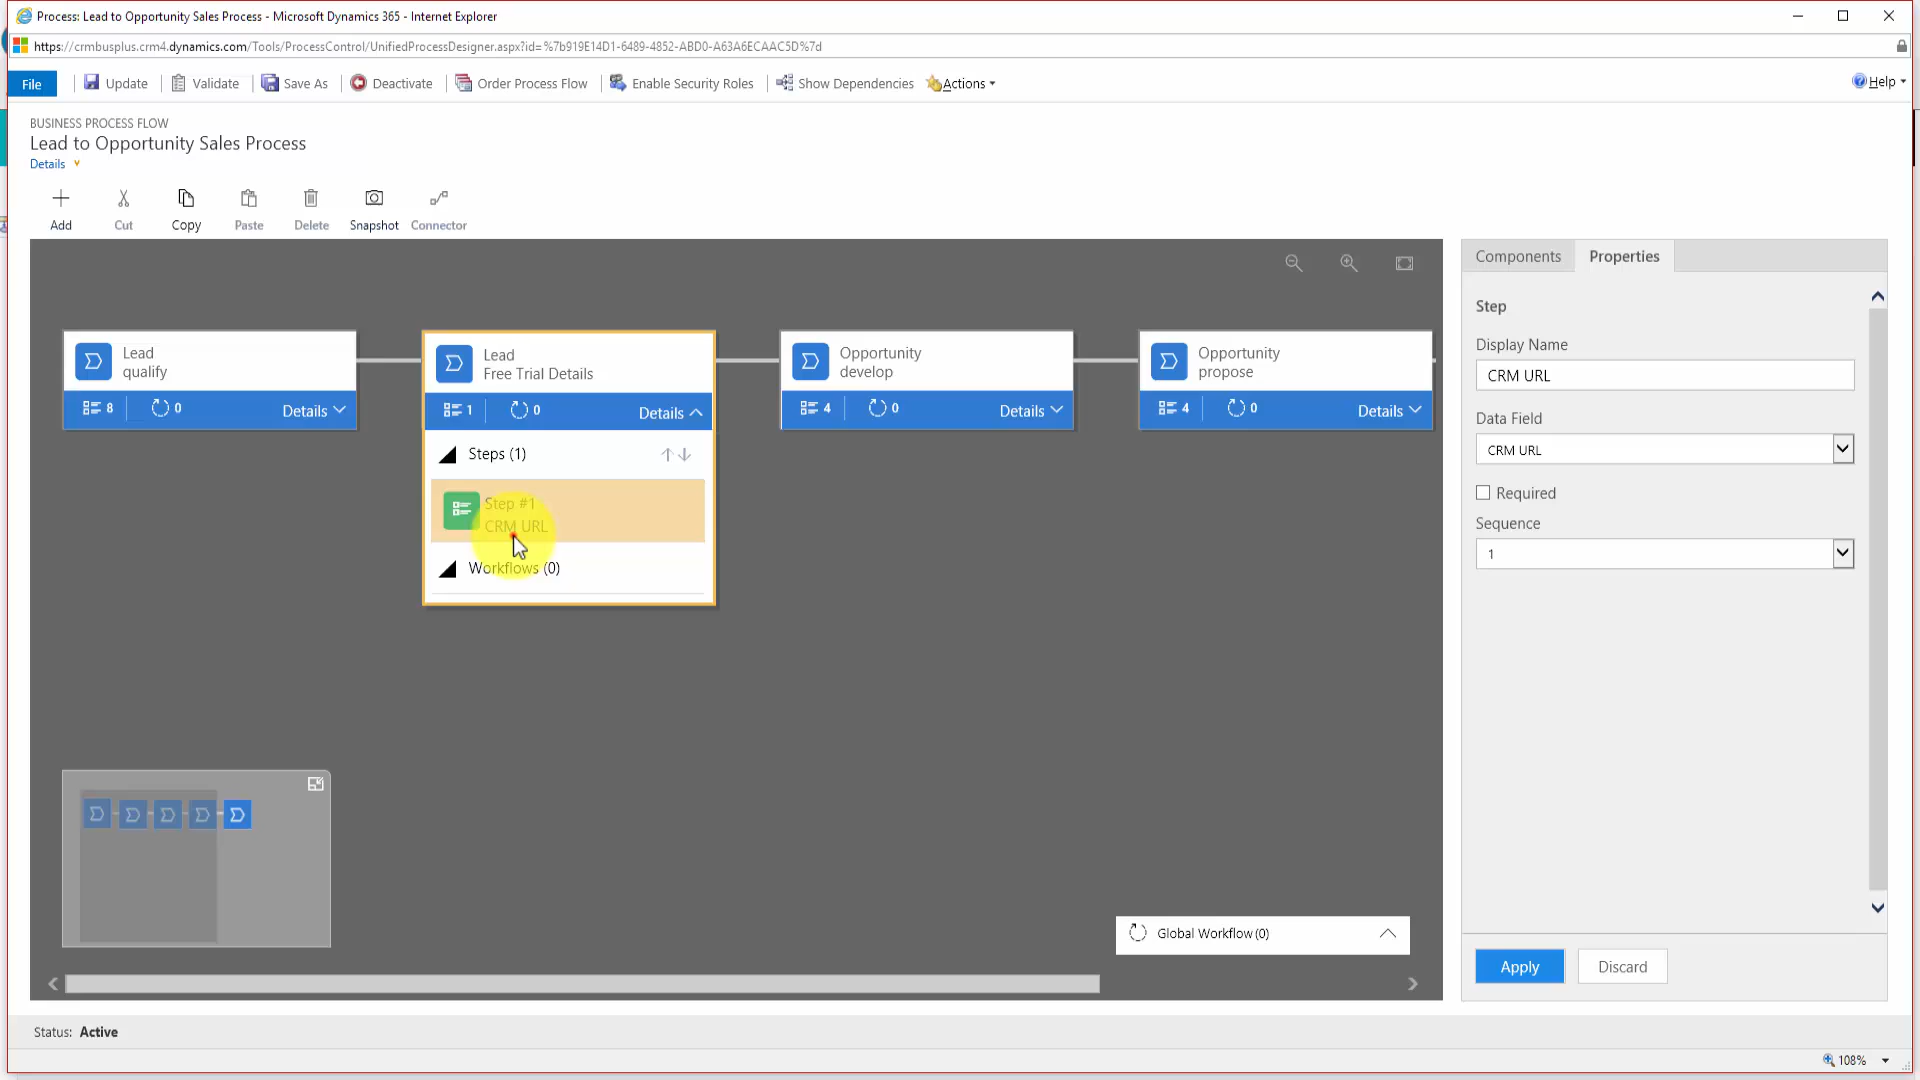 Process: Lead to Opportunity Sales Process - Microsoft Dynamics 365 - Internet Explorer
https://crmbusplus.crm4.dynamics.com/Tools/ProcessControl/UnifiedProcessDesigner.aspx?id=%7b919E14D1-6489-4852-ABD0-A63A6ECAAC5D%7d
File
Update
Validate
Save As
Deactivate
Order Process Flow
Enable Security Roles
Show Dependencies
Actions
Help
BUSINESS PROCESS FLOW
Lead to Opportunity Sales Process
Details
Add
Cut
Copy
Paste
Delete
Snapshot
Connector
Lead
qualify
8
0
Details
Lead
Free Trial Details
1
0
Details
Steps (1)
Step #1
CRM URL
Workflows (0)
Opportunity
develop
4
0
Details
Opportunity
propose
4
0
Details
Global Workflow (0)
Components
Properties
Step
Display Name
CRM URL
Data Field
CRM URL
Required
Sequence
1
Apply
Discard
Status: Active
108%